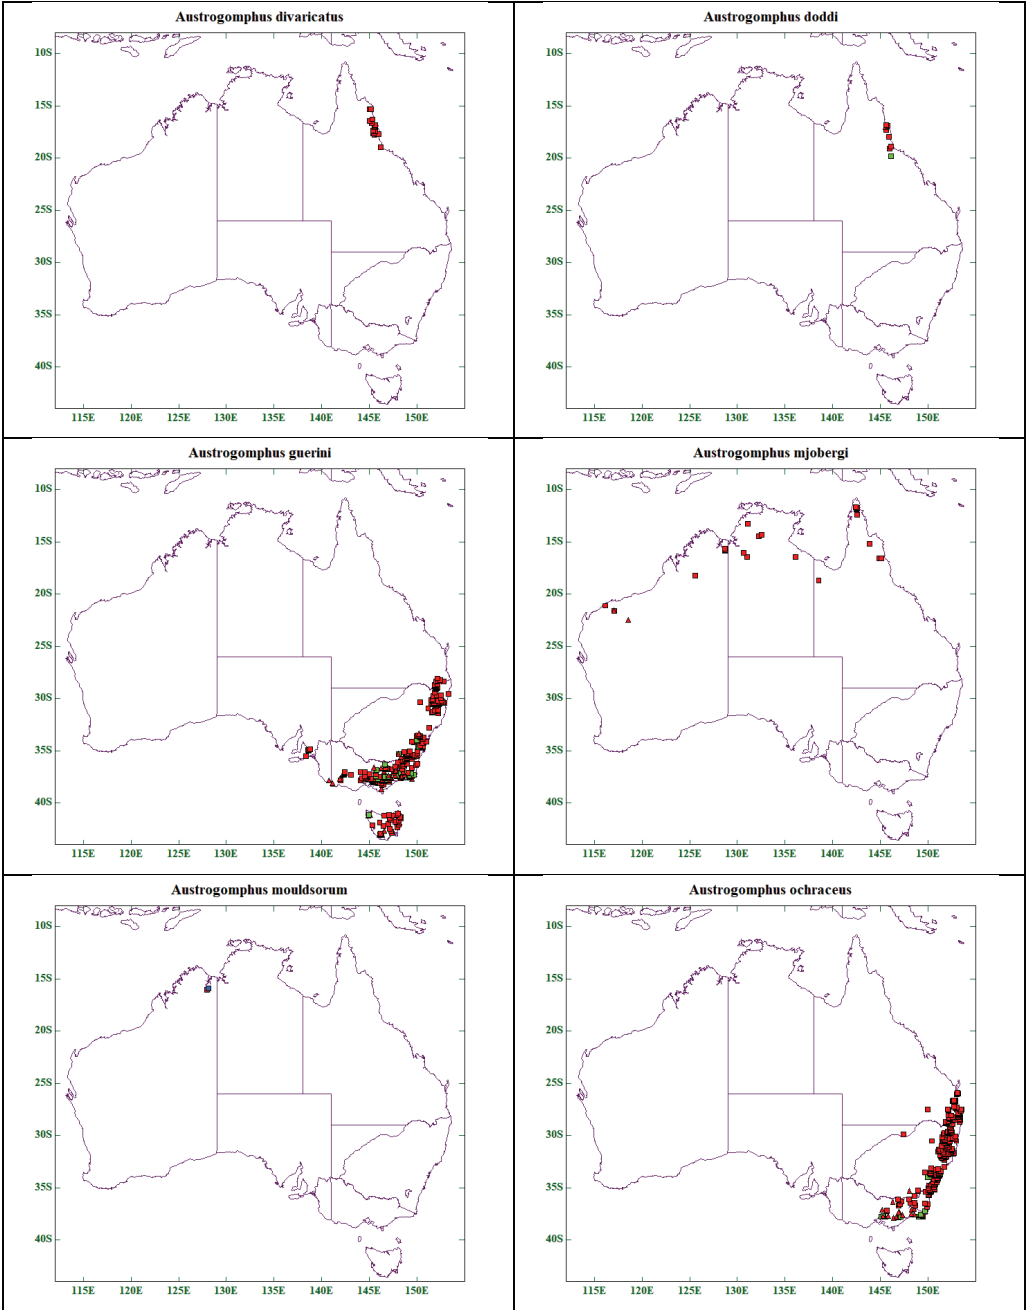 Austrogomphus divaricatus
10S
15S
20S
25S
30S
35S
40S
115E 120E 125E 130E 135E 140E 145E 150E
Austrogomphus doddi
10S
15S
20S
25S
30S
35S
40S
115E 120E 125E 130E 135E 140E 145E 150E
Austrogomphus guerini
10S
15S
20S
25S
30S
35S
40S
115E 120E 125E 130E 135E 140E 145E 150E
Austrogomphus mjobergi
10S
15S
20S
25S
30S
35S
40S
115E 120E 125E 130E 135E 140E 145E 150E
Austrogomphus mouldsorum
10S
15S
20S
25S
30S
35S
40S
115E 120E 125E 130E 135E 140E 145E 150E
Austrogomphus ochraceus
10S
15S
20S
25S
30S
35S
40S
115E 120E 125E 130E 135E 140E 145E 150E